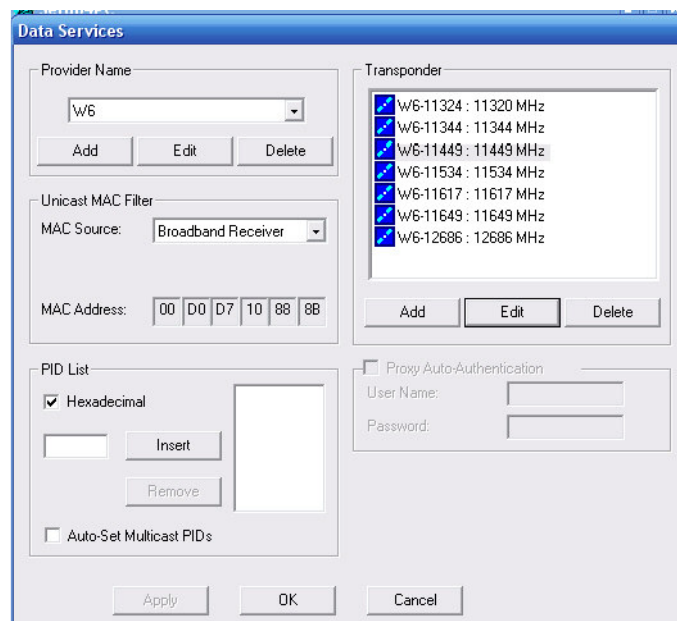 Data Services
Provider Name
W6
Add
Edit
Delete
Unicast MAC Filter
MAC Source:
Broadband Receiver
MAC Address:
00 D0 D7 10 88 8B
PID List
Hexadecimal
Insert
Remove
Auto-Set Multicast PIDs
Transponder
W6-11324 : 11320 MHz
W6-11344 : 11344 MHz
W6-11449 : 11449 MHz
W6-11534 : 11534 MHz
W6-11617 : 11617 MHz
W6-11649 : 11649 MHz
W6-12686 : 12686 MHz
Add
Edit
Delete
Proxy Auto-Authentication
User Name:
Password:
Apply
OK
Cancel